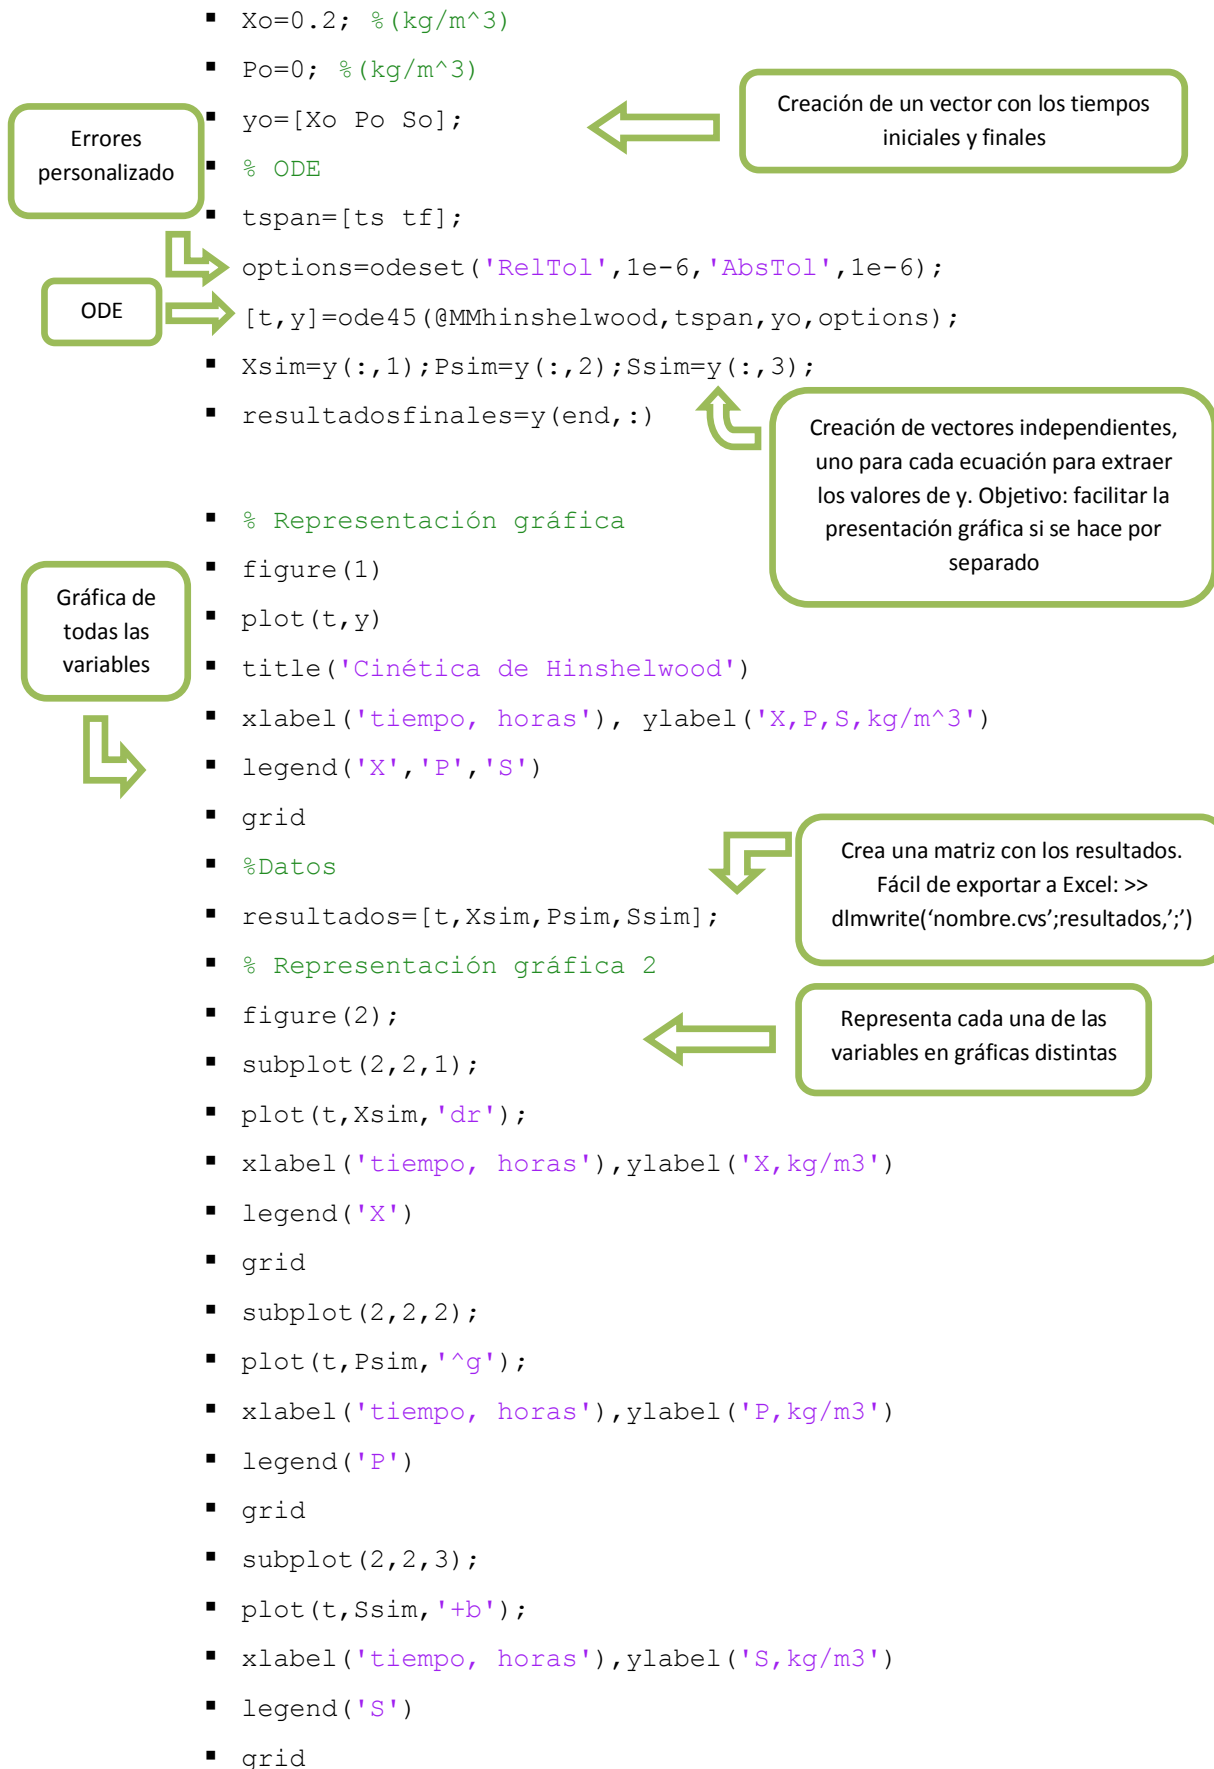 Xo=0.2; %(kg/m^3)
Po=0; %(kg/m^3)
yo=[Xo Po So];
Creación de un vector con los tiempos
iniciales y finales
Errores
personalizado
% ODE
tspan=[ts tf];
options=odeset('RelTol',1e-6,'AbsTol',1e-6);
ODE
[t,y]=ode45(@MMhinshelwood,tspan,yo,options);
Xsim=y(:,1);Psim=y(:,2);Ssim=y(:,3);
resultadosfinales=y(end,:)
Creación de vectores independientes,
uno para cada ecuación para extraer
los valores de y. Objetivo: facilitar la
presentación gráfica si se hace por
separado
% Representación gráfica
figure(1)
Gráfica de
todas las
variables
plot(t,y)
title('Cinética de Hinshelwood')
xlabel('tiempo, horas'), ylabel('X,P,S,kg/m^3')
legend('X','P','S')
grid
%Datos
resultados=[t,Xsim,Psim,Ssim];
Crea una matriz con los resultados.
Fácil de exportar a Excel: >>
dlmwrite(‘nombre.cvs’;resultados,’;’)
% Representación gráfica 2
figure(2);
Representa cada una de las
variables en gráficas distintas
subplot(2,2,1);
plot(t,Xsim,'dr');
xlabel('tiempo, horas'),ylabel('X,kg/m3')
legend('X')
grid
subplot(2,2,2);
plot(t,Psim,'^g');
xlabel('tiempo, horas'),ylabel('P,kg/m3')
legend('P')
grid
subplot(2,2,3);
plot(t,Ssim,'+b');
xlabel('tiempo, horas'),ylabel('S,kg/m3')
legend('S')
grid